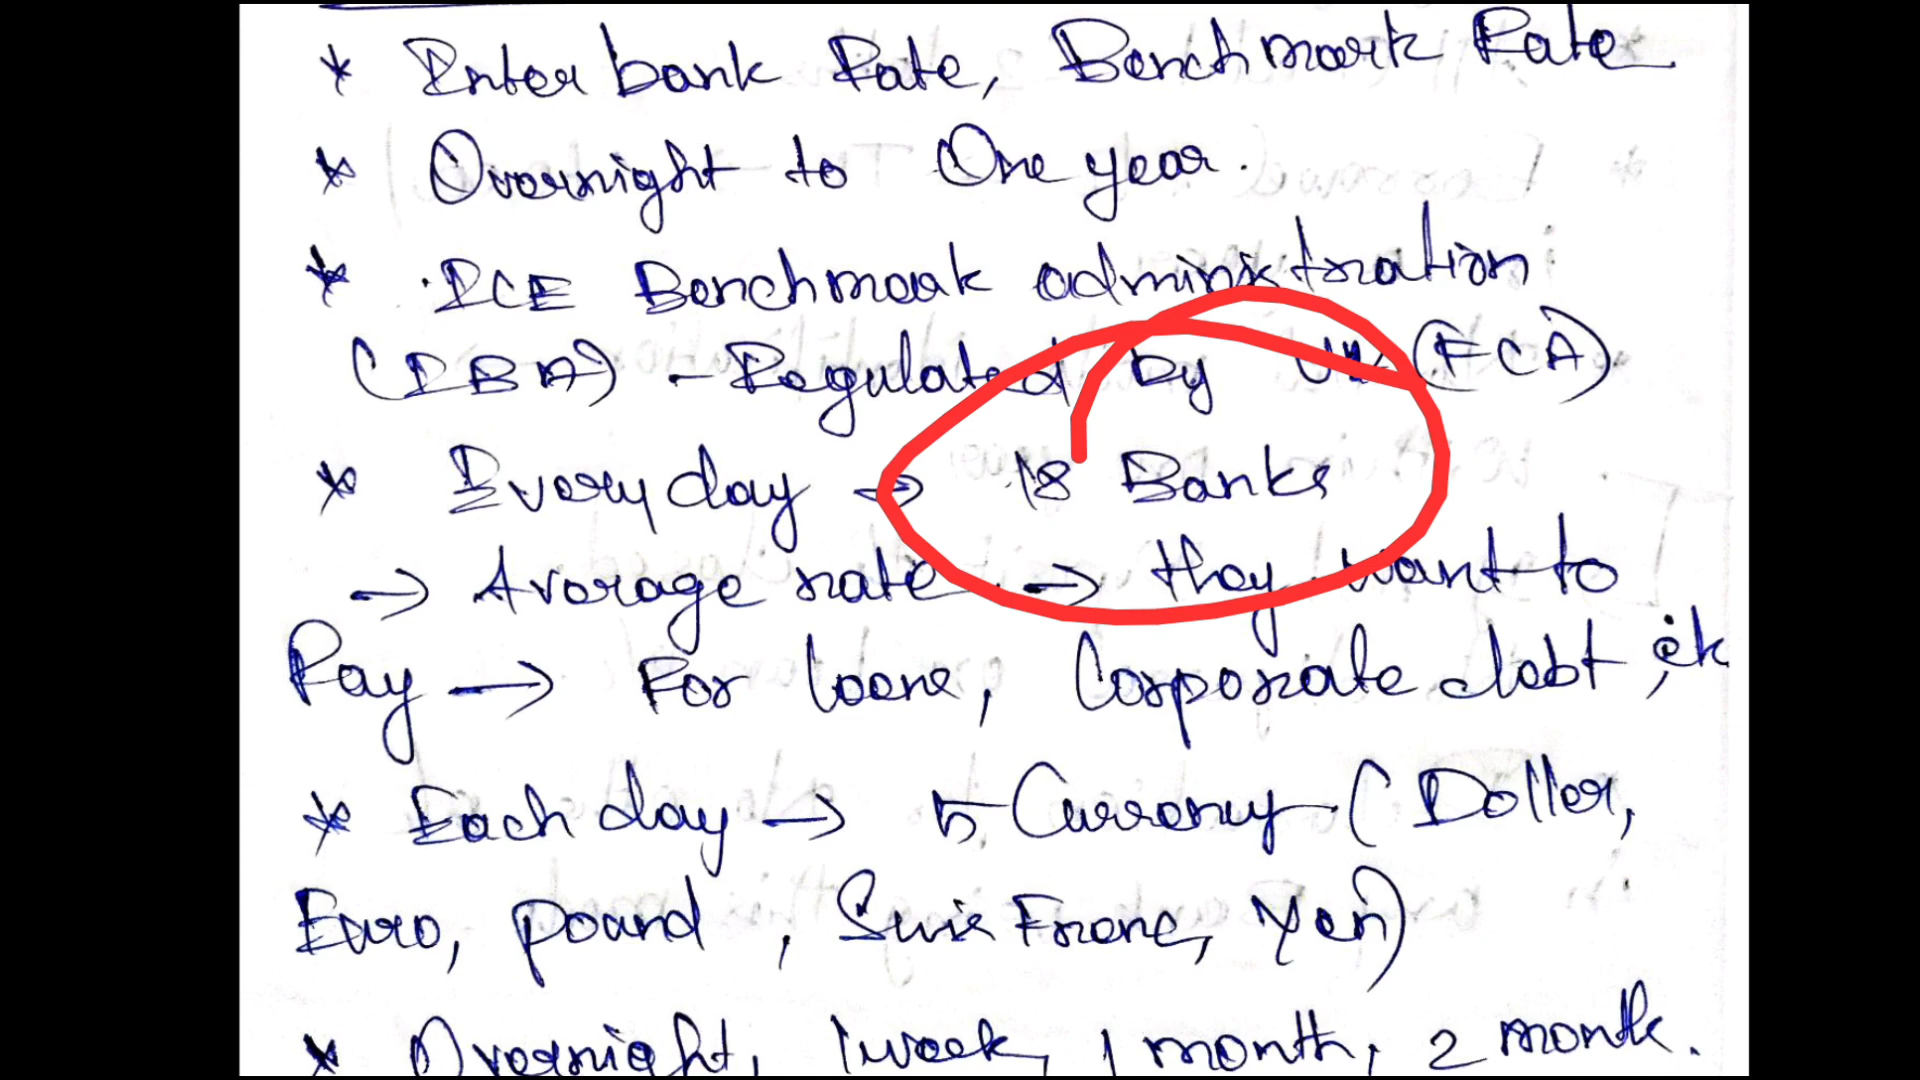 * Inter bank Rate, Benchmark Rate
* Overnight to One year.
* ICE Benchmark administration
(IBA) - Regulated by UK (FCA)
* Every day → 18 Banks
→ Average rate → they want to
Pay → For loans, Corporate debt, etc
* Each day → 5 Currency (Doller,
Euro, pound, Swis Franc, Yen)
* Overnight, 1 week, 1 month, 2 month.